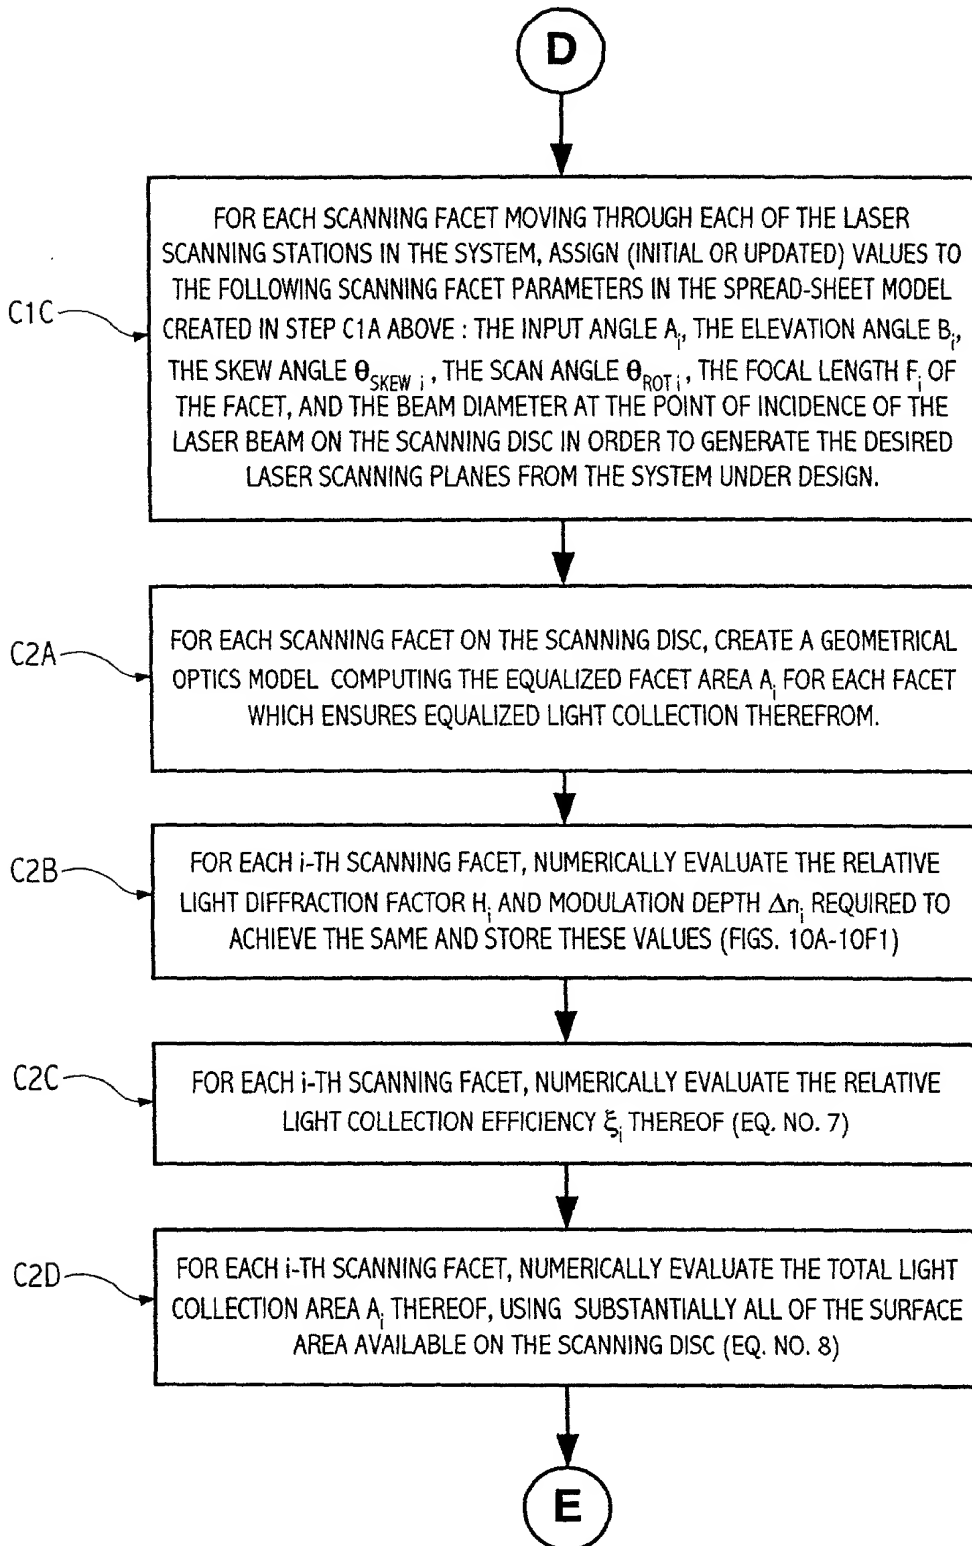 D
C1C
FOR EACH SCANNING FACET MOVING THROUGH EACH OF THE LASER
SCANNING STATIONS IN THE SYSTEM, ASSIGN (INITIAL OR UPDATED) VALUES TO
THE FOLLOWING SCANNING FACET PARAMETERS IN THE SPREAD-SHEET MODEL
CREATED IN STEP C1A ABOVE : THE INPUT ANGLE Ai, THE ELEVATION ANGLE Bi,
THE SKEW ANGLE θSKEW i, THE SCAN ANGLE θROT i, THE FOCAL LENGTH Fi OF
THE FACET, AND THE BEAM DIAMETER AT THE POINT OF INCIDENCE OF THE
LASER BEAM ON THE SCANNING DISC IN ORDER TO GENERATE THE DESIRED
LASER SCANNING PLANES FROM THE SYSTEM UNDER DESIGN.
C2A
FOR EACH SCANNING FACET ON THE SCANNING DISC, CREATE A GEOMETRICAL
OPTICS MODEL COMPUTING THE EQUALIZED FACET AREA Ai FOR EACH FACET
WHICH ENSURES EQUALIZED LIGHT COLLECTION THEREFROM.
C2B
FOR EACH i-TH SCANNING FACET, NUMERICALLY EVALUATE THE RELATIVE
LIGHT DIFFRACTION FACTOR Hi AND MODULATION DEPTH Δni REQUIRED TO
ACHIEVE THE SAME AND STORE THESE VALUES (FIGS. 10A-10F1)
C2C
FOR EACH i-TH SCANNING FACET, NUMERICALLY EVALUATE THE RELATIVE
LIGHT COLLECTION EFFICIENCY ξi THEREOF (EQ. NO. 7)
C2D
FOR EACH i-TH SCANNING FACET, NUMERICALLY EVALUATE THE TOTAL LIGHT
COLLECTION AREA Ai THEREOF, USING SUBSTANTIALLY ALL OF THE SURFACE
AREA AVAILABLE ON THE SCANNING DISC (EQ. NO. 8)
E